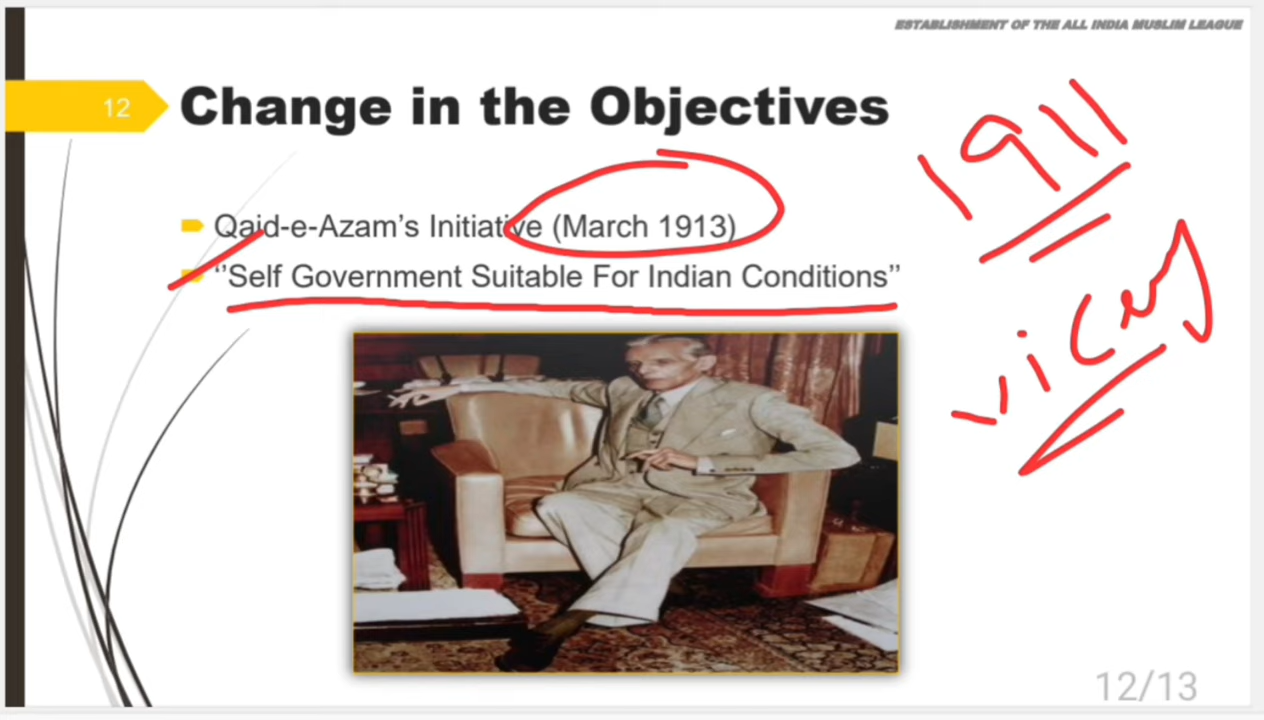 ESTABLISHMENT OF THE ALL INDIA MUSLIM LEAGUE
12
Change in the Objectives
1911
Qaid-e-Azam's Initiative (March 1913)
‘’Self Government Suitable For Indian Conditions’’
12/13